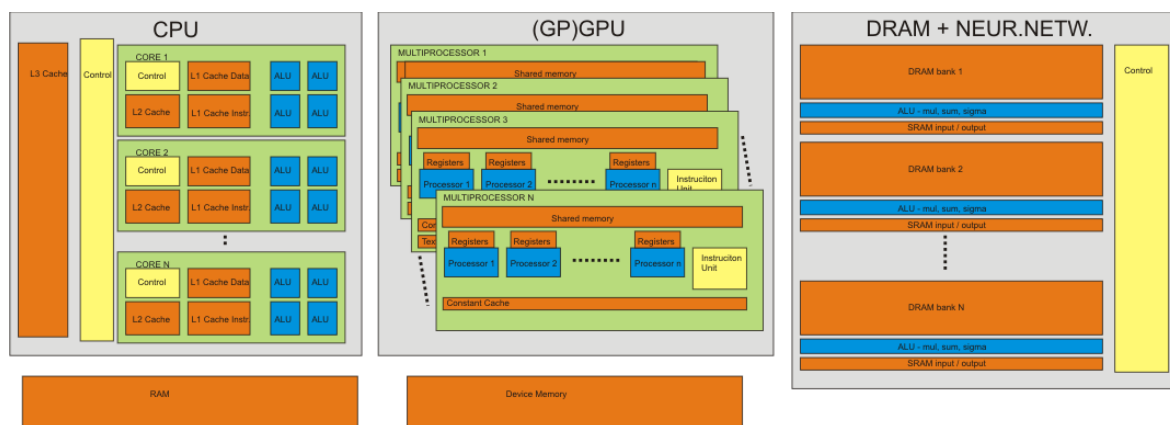 CPU
L3 Cache
Control
CORE 1
Control
L1 Cache Data
ALU
ALU
L2 Cache
L1 Cache Instr.
ALU
ALU
CORE 2
Control
L1 Cache Data
ALU
ALU
L2 Cache
L1 Cache Instr.
ALU
ALU
CORE N
Control
L1 Cache Data
ALU
ALU
L2 Cache
L1 Cache Instr.
ALU
ALU
RAM
(GP)GPU
MULTIPROCESSOR 1
Shared memory
MULTIPROCESSOR 2
Shared memory
MULTIPROCESSOR 3
Shared memory
Registers
Registers
Registers
Processor 1
Processor 2
Processor n
Instruciton
Unit
Con
Tex
MULTIPROCESSOR N
Shared memory
Registers
Registers
Registers
Processor 1
Processor 2
Processor n
Instruciton
Unit
Constant Cache
Device Memory
DRAM + NEUR.NETW.
DRAM bank 1
ALU - mul, sum, sigma
SRAM input / output
DRAM bank 2
ALU - mul, sum, sigma
SRAM input / output
DRAM bank N
ALU - mul, sum, sigma
SRAM input / output
Control